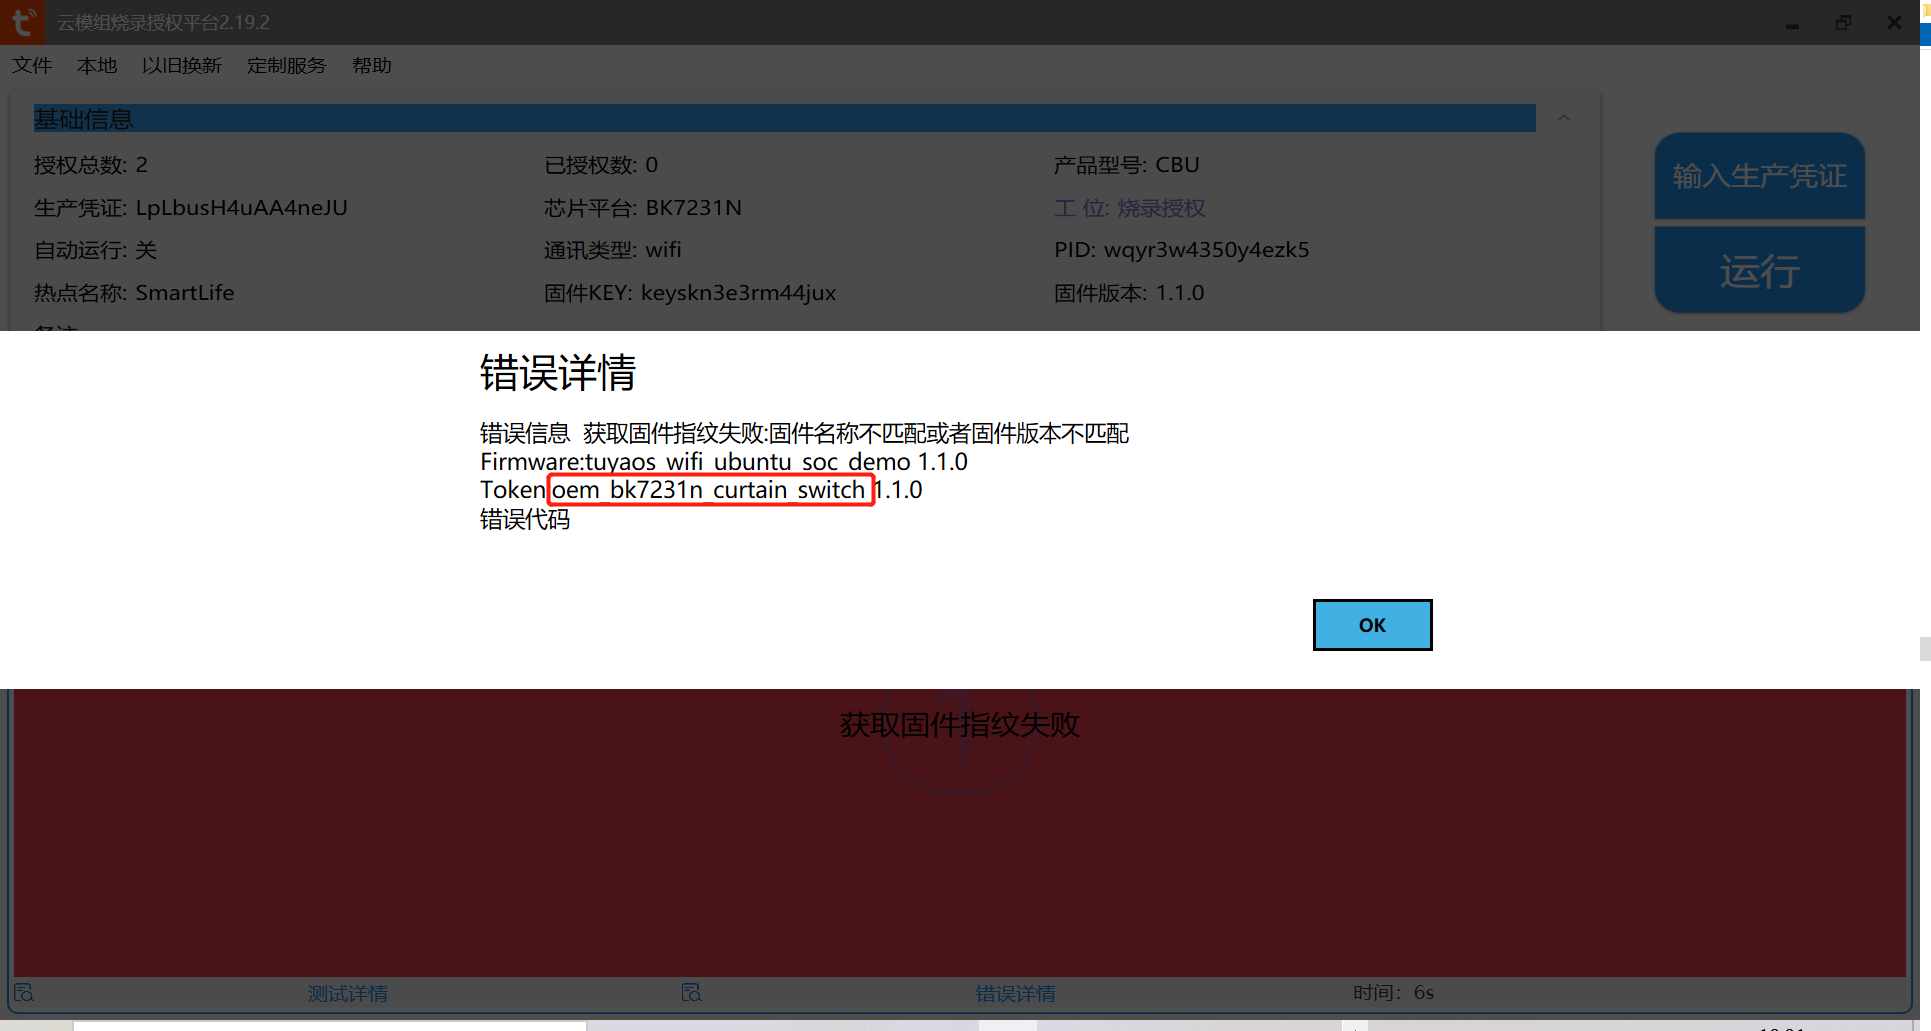 云模组烧录授权平台2.19.2
文件 本地 以旧换新 定制服务 帮助
基础信息
授权总数: 2 已授权数: 0 产品型号: CBU
生产凭证: LpLbusH4uAA4neJU 芯片平台: BK7231N 工 位: 烧录授权
自动运行: 关 通讯类型: wifi PID: wqyr3w4350y4ezk5
热点名称: SmartLife 固件KEY: keyskn3e3rm44jux 固件版本: 1.1.0
输入生产凭证
运行
错误详情
错误信息 获取固件指纹失败:固件名称不匹配或者固件版本不匹配
Firmware:tuyaos_wifi_ubuntu_soc_demo 1.1.0
Token:oem_bk7231n_curtain_switch 1.1.0
错误代码
OK
获取固件指纹失败
测试详情 错误详情 时间: 6s